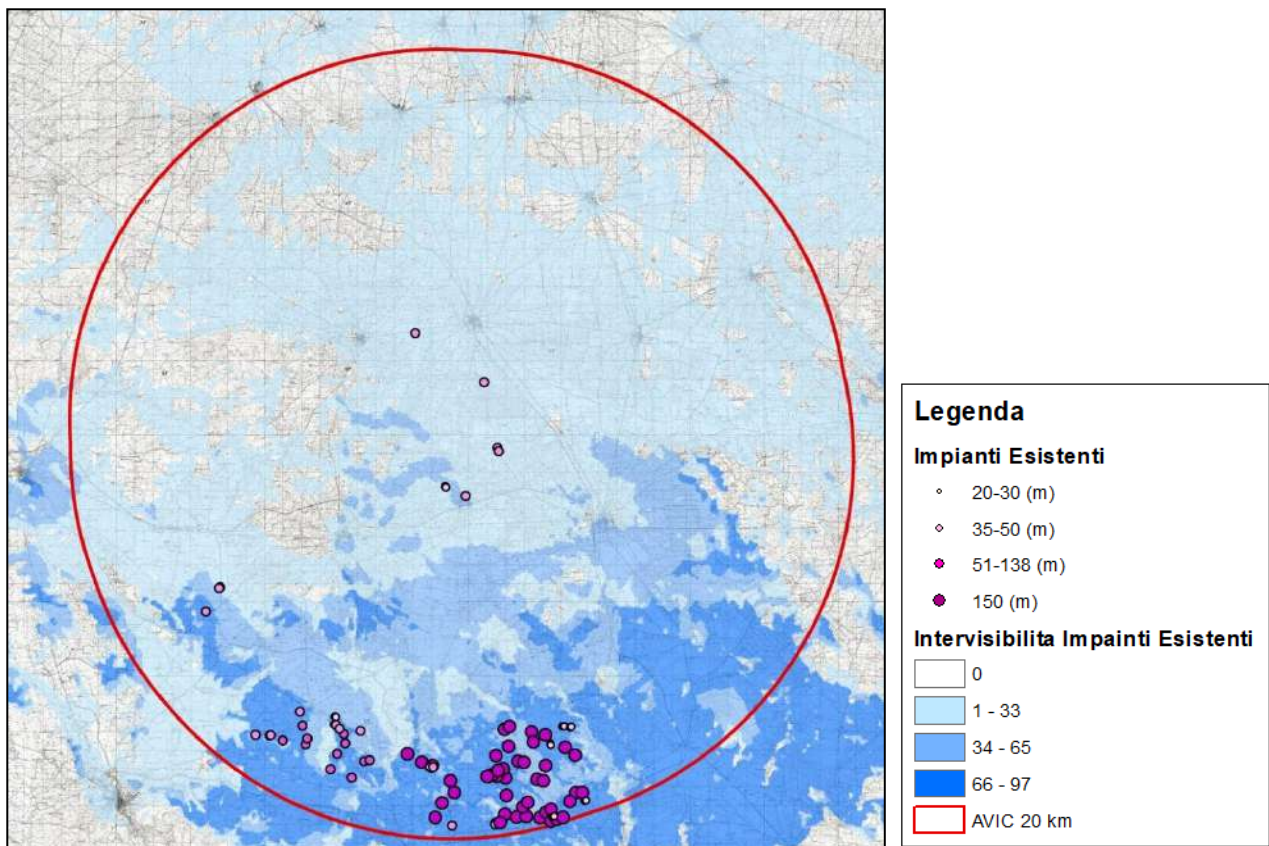 Legenda
Impianti Esistenti
20-30 (m)
35-50 (m)
51-138 (m)
150 (m)
Intervisibilita Impainti Esistenti
0
1 - 33
34 - 65
66 - 97
AVIC 20 km